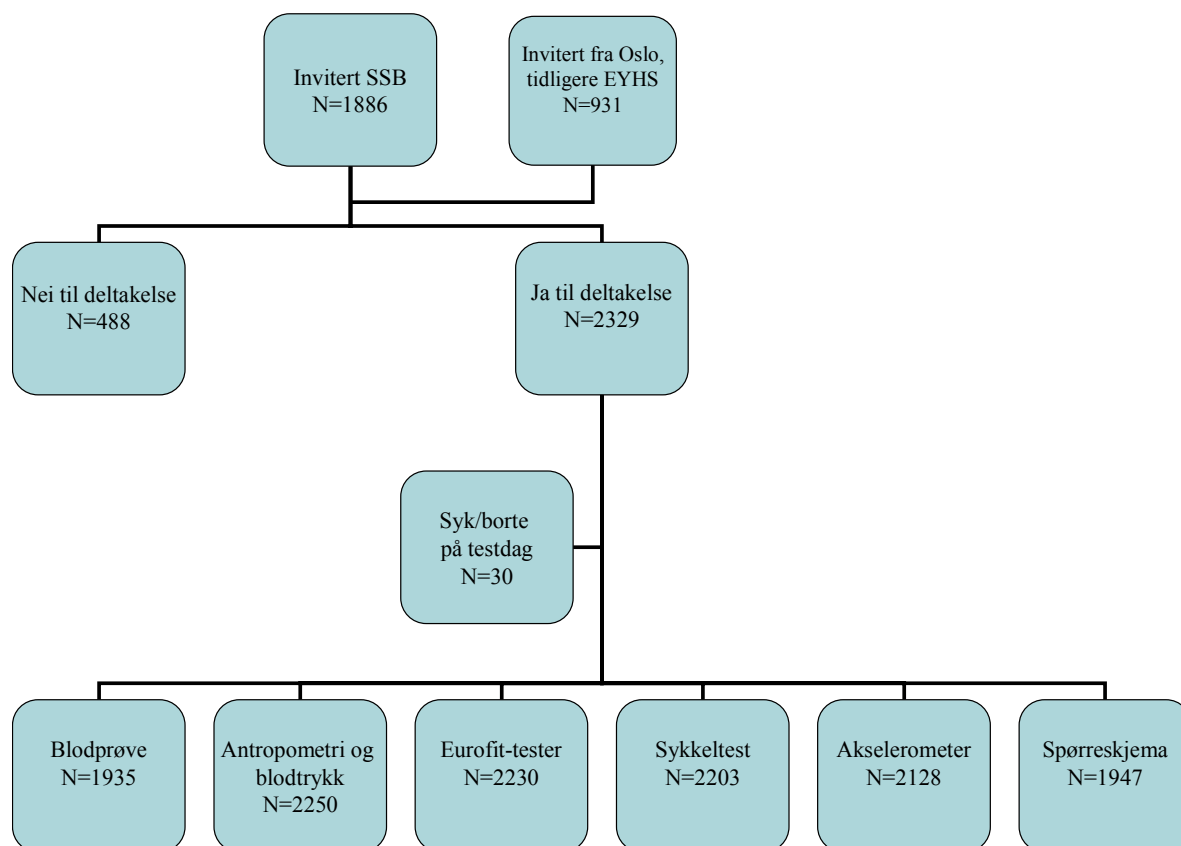 Invitert SSB
N=1886
Invitert fra Oslo,
tidligere EYHS
N=931
Nei til deltakelse
N=488
Ja til deltakelse
N=2329
Syk/borte
på testdag
N=30
Blodprøve
N=1935
Antropometri og
blodtrykk
N=2250
Eurofit-tester
N=2230
Sykkeltest
N=2203
Akselerometer
N=2128
Spørreskjema
N=1947